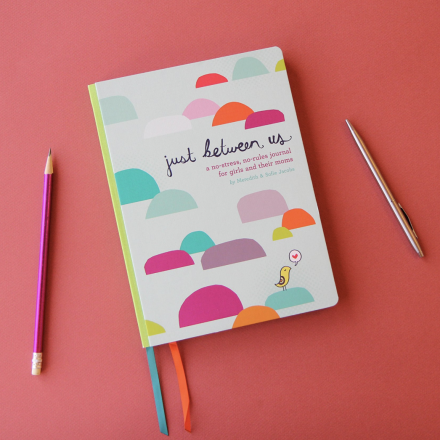 just between us
a no-stress, no-rules journal
for girls and their moms
by Meredith & Sofie Jacobs